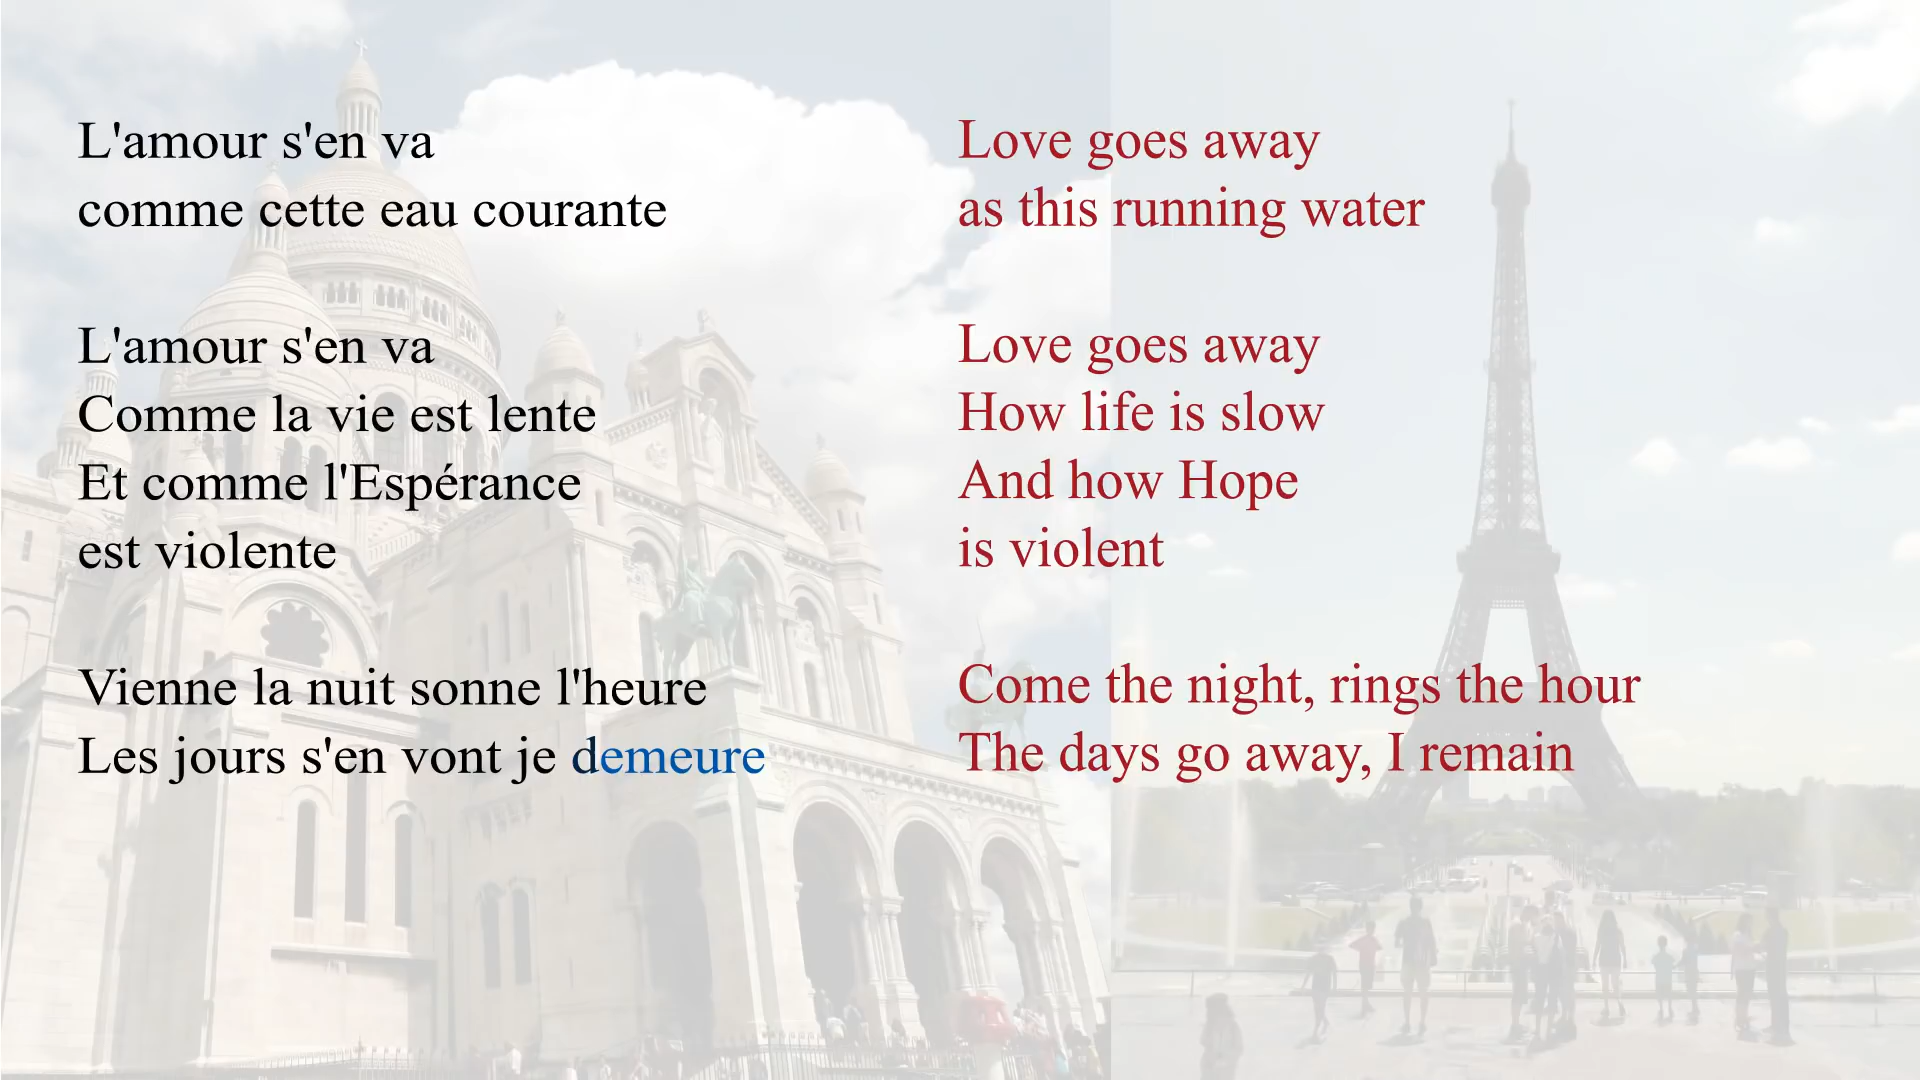 L'amour s'en va
comme cette eau courante
L'amour s'en va
Comme la vie est lente
Et comme l'Espérance
est violente
Vienne la nuit sonne l'heure
Les jours s'en vont je demeure
Love goes away
as this running water
Love goes away
How life is slow
And how Hope
is violent
Come the night, rings the hour
The days go away, I remain